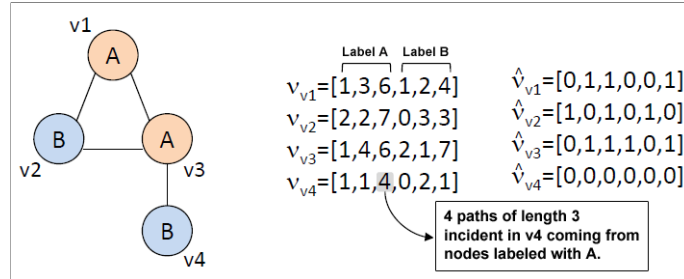 v1
A
B
v2
A
v3
B
v4
Label A Label B
νv1=[1,3,6,1,2,4]
νv2=[2,2,7,0,3,3]
νv3=[1,4,6,2,1,7]
νv4=[1,1,4,0,2,1]
ν̂v1=[0,1,1,0,0,1]
ν̂v2=[1,0,1,0,1,0]
ν̂v3=[0,1,1,1,0,1]
ν̂v4=[0,0,0,0,0,0]
4 paths of length 3
incident in v4 coming from
nodes labeled with A.